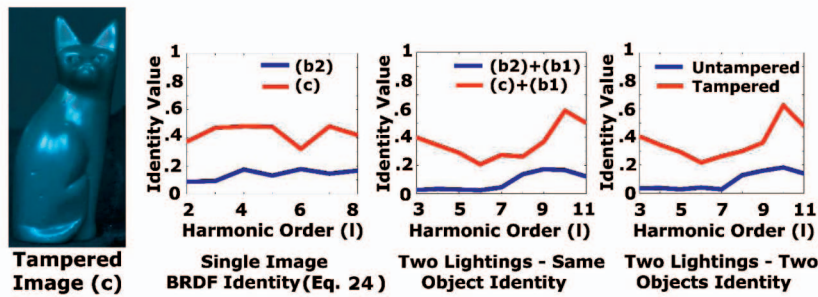 Tampered
Image (c)
Identity Value
1
.8
.6
.4
.2
0
(b2)
(c)
2 4 6 8
Harmonic Order (l)
Single Image
BRDF Identity (Eq. 24)
Identity Value
1
.8
.6
.4
.2
0
(b2)+(b1)
(c)+(b1)
3 5 7 9 11
Harmonic Order (l)
Two Lightings - Same
Object Identity
Identity Value
1
.8
.6
.4
.2
0
Untampered
Tampered
3 5 7 9 11
Harmonic Order (l)
Two Lightings - Two
Objects Identity